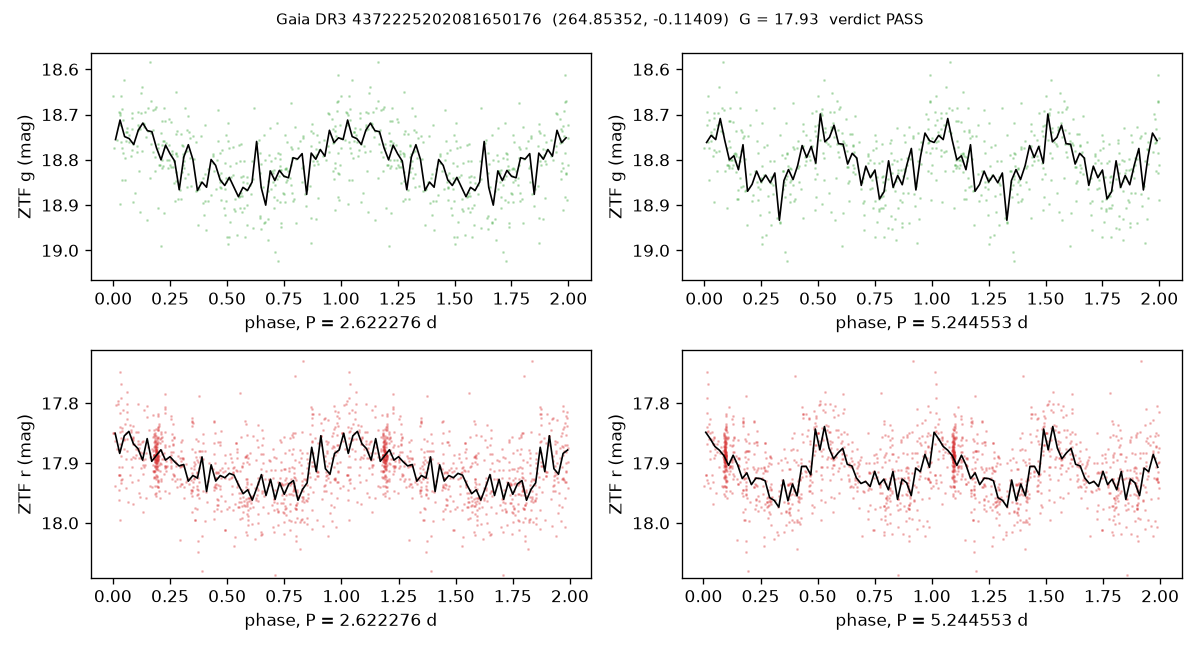 Gaia DR3 4372225202081650176  (264.85352, -0.11409)  G = 17.93  verdict PASS
ZTF g (mag)
18.6
18.7
18.8
18.9
19.0
0.00 0.25 0.50 0.75 1.00 1.25 1.50 1.75 2.00
phase, P = 2.622276 d
ZTF g (mag)
18.6
18.7
18.8
18.9
19.0
0.00 0.25 0.50 0.75 1.00 1.25 1.50 1.75 2.00
phase, P = 5.244553 d
ZTF r (mag)
17.8
17.9
18.0
0.00 0.25 0.50 0.75 1.00 1.25 1.50 1.75 2.00
phase, P = 2.622276 d
ZTF r (mag)
17.8
17.9
18.0
0.00 0.25 0.50 0.75 1.00 1.25 1.50 1.75 2.00
phase, P = 5.244553 d